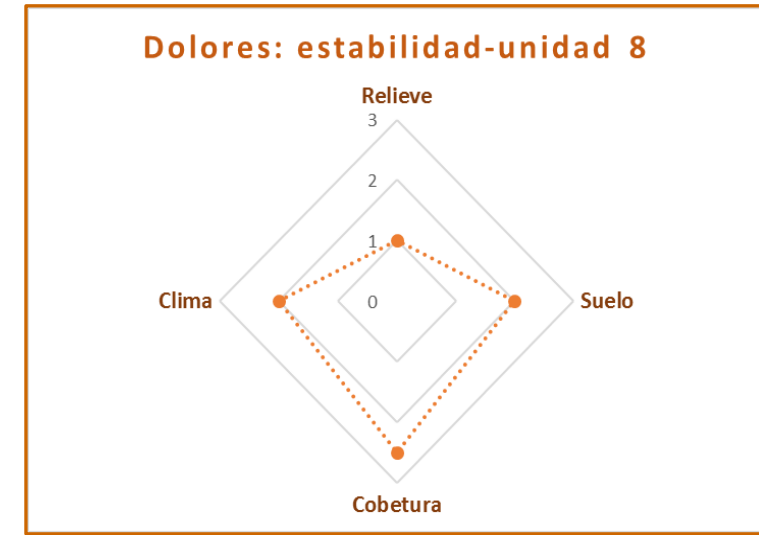 Dolores: estabilidad-unidad 8
Relieve
3
2
1
Clima
0
Suelo
Cobetura